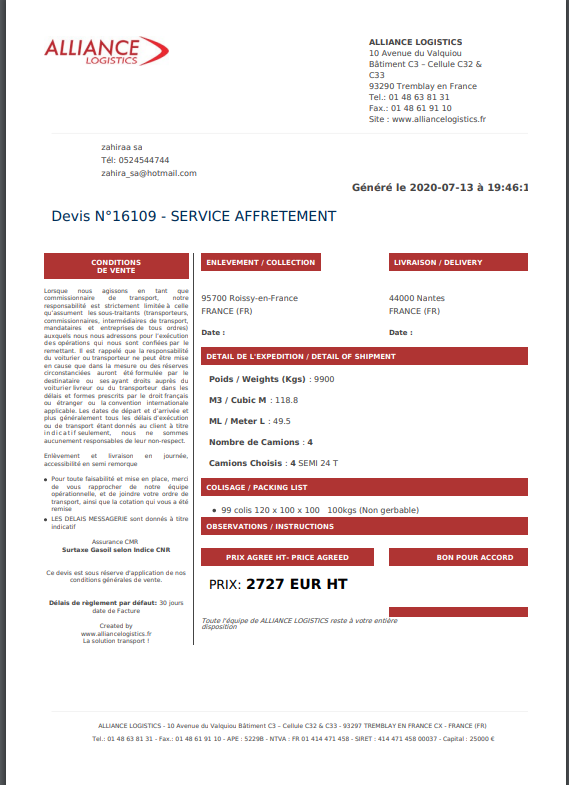 ALLIANCE
LOGISTICS
ALLIANCE LOGISTICS
10 Avenue du Valquiou
Bâtiment C3 – Cellule C32 &
C33
93290 Tremblay en France
Tel.: 01 48 63 81 31
Fax.: 01 48 61 91 10
Site : www.alliancelogistics.fr
zahiraa sa
Tél: 0524544744
zahira_sa@hotmail.com
Généré le 2020-07-13 à 19:46:1
Devis N°16109 - SERVICE AFFRETEMENT
CONDITIONS
DE VENTE
Lorsque nous agissons en tant que
commissionaire de transport, notre
responsabilité est strictement limitée à celle
qu'assument les sous-traitants (transporteurs,
commissionnaires, intermédiaires de transport,
mandataires et entreprises de tous ordres)
auxquels nous nous adressons pour l'exécution
des opérations qui nous sont confiées par le
remettant. Il est rappelé que la responsabilité
du voiturier ou transporteur ne peut être mise
en cause que dans la mesure ou des réserves
circonstanciées auront été formulée par le
destinataire ou ses ayant droits auprès du
voiturier livreur ou du transporteur dans les
délais et formes prescrits par le droit français
ou étranger ou la convention internationale
applicable. Les dates de départ et d'arrivée et
plus généralement tous les délais d'exécution
ou de transport étant donnés au client à titre
indicatif seulement, nous ne sommes
aucunement responsables de leur non-respect.
Enlèvement et livraison en journée,
accessibilité en semi remorque
• Pour toute faisabilité et mise en place, merci
de vous rapprocher de notre équipe
opérationnelle, et de joindre votre ordre de
transport, ainsi que la cotation qui vous a été
remise
• LES DELAIS MESSAGERIE sont donnés à titre
indicatif
Assurance CMR
Surtaxe Gasoil selon Indice CNR
Ce devis est sous réserve d'application de nos
conditions générales de vente.
Délais de règlement par défaut: 30 jours
date de Facture
Created by
www.alliancelogistics.fr
La solution transport !
ENLEVEMENT / COLLECTION
LIVRAISON / DELIVERY
95700 Roissy-en-France
FRANCE (FR)
Date :
44000 Nantes
FRANCE (FR)
Date :
DETAIL DE L'EXPEDITION / DETAIL OF SHIPMENT
Poids / Weights (Kgs) : 9900
M3 / Cubic M : 118.8
ML / Meter L : 49.5
Nombre de Camions : 4
Camions Choisis : 4 SEMI 24 T
COLISAGE / PACKING LIST
• 99 colis 120 x 100 x 100 100kgs (Non gerbable)
OBSERVATIONS / INSTRUCTIONS
PRIX AGREE HT- PRICE AGREED
BON POUR ACCORD
PRIX: 2727 EUR HT
Toute l'équipe de ALLIANCE LOGISTICS reste à votre entière
disposition
ALLIANCE LOGISTICS - 10 Avenue du Valquiou Bâtiment C3 – Cellule C32 & C33 - 93297 TREMBLAY EN FRANCE CX - FRANCE (FR)
Tel.: 01 48 63 81 31 - Fax.: 01 48 61 91 10 - APE : 5229B - NTVA : FR 01 414 471 458 - SIRET : 414 471 458 00037 - Capital : 25000 €